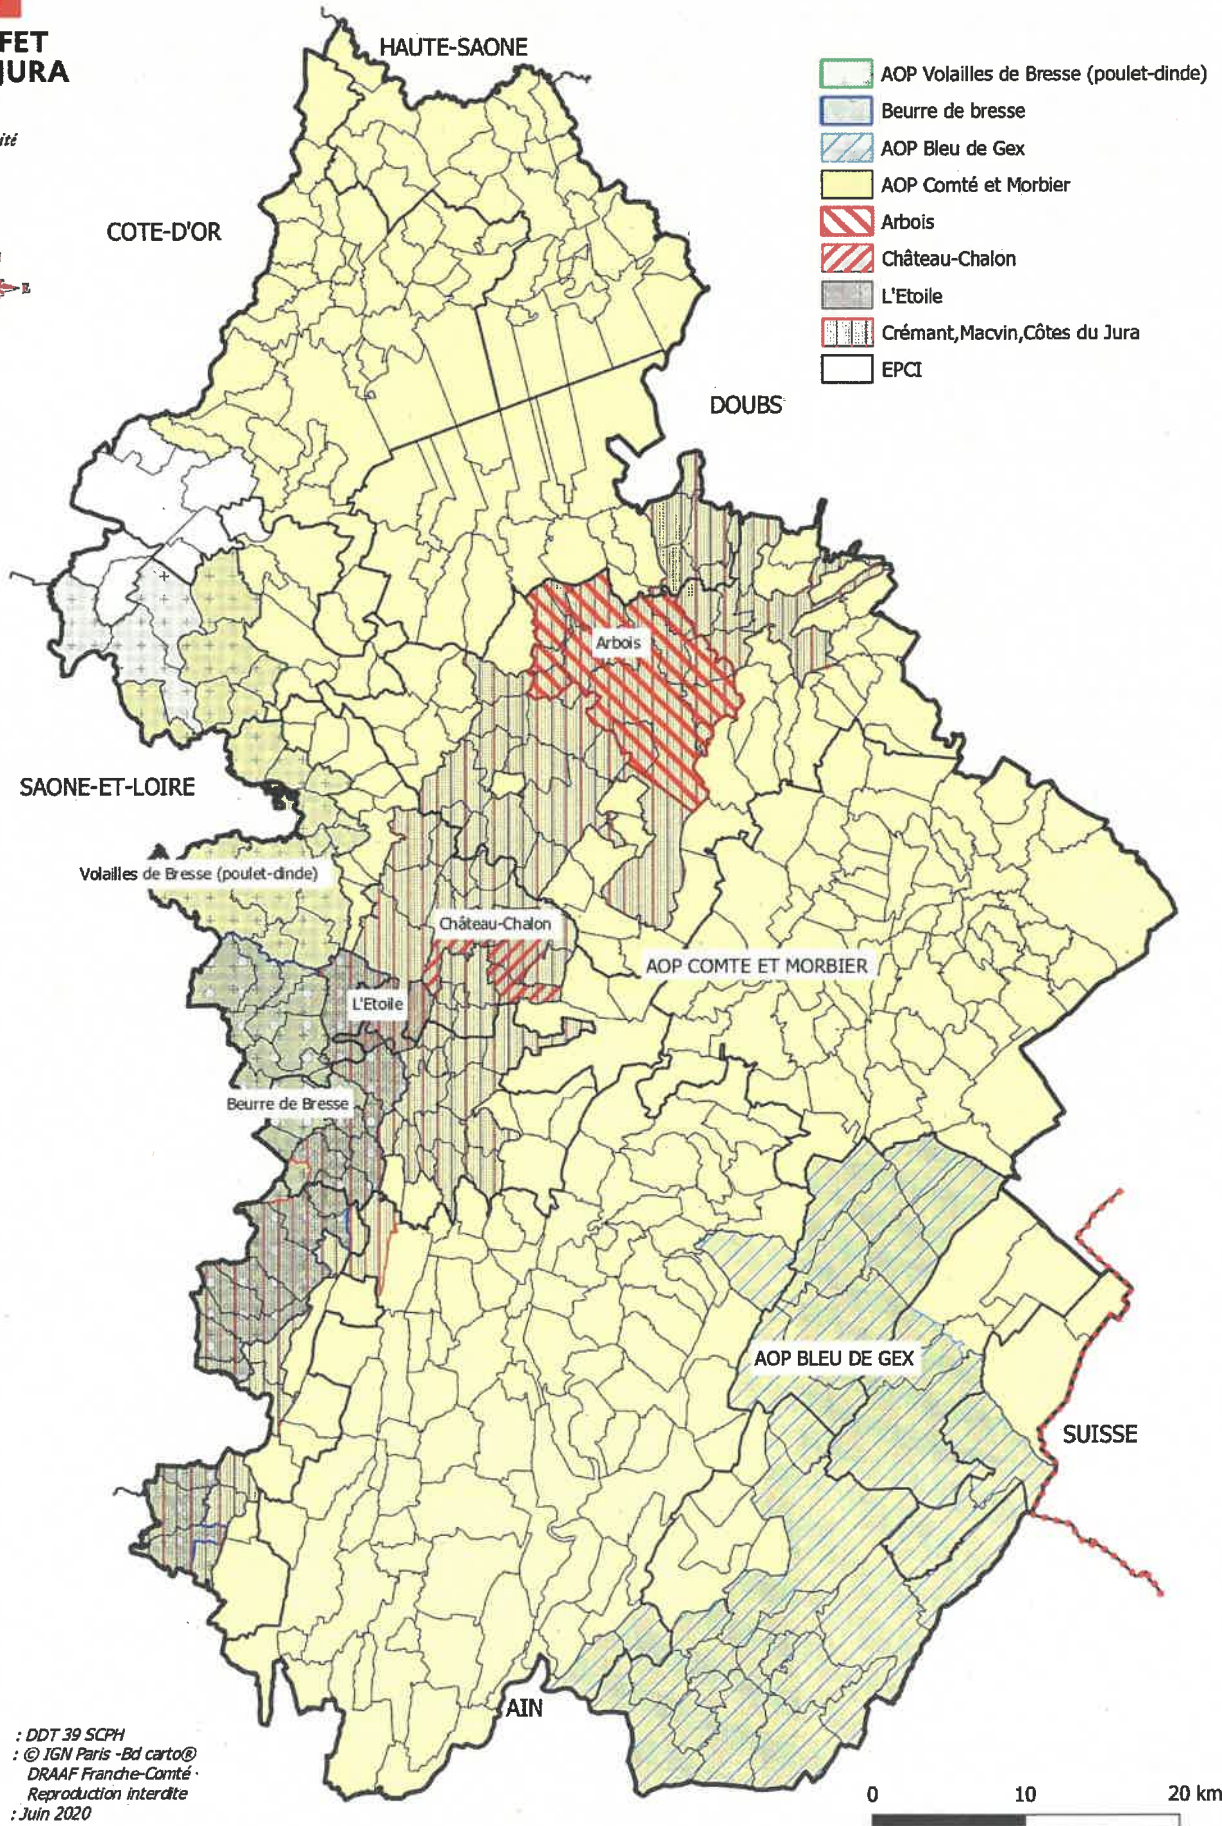 FET
JURA
ité
HAUTE-SAONE
AOP Volailles de Bresse (poulet-dinde)
Beurre de bresse
AOP Bleu de Gex
AOP Comté et Morbier
Arbois
Château-Chalon
L'Etoile
Crémant,Macvin,Côtes du Jura
EPCI
COTE-D'OR
E
DOUBS
Arbois
SAONE-ET-LOIRE
Volailles de Bresse (poulet-dinde)
Château-Chalon
AOP COMTE ET MORBIER
L'Etoile
Beurre de Bresse
AOP BLEU DE GEX
SUISSE
AIN
: DDT 39 SCPH
: © IGN Paris -Bd carto®
DRAAF Franche-Comté -
Reproduction interdite
: Juin 2020
0 10 20 km